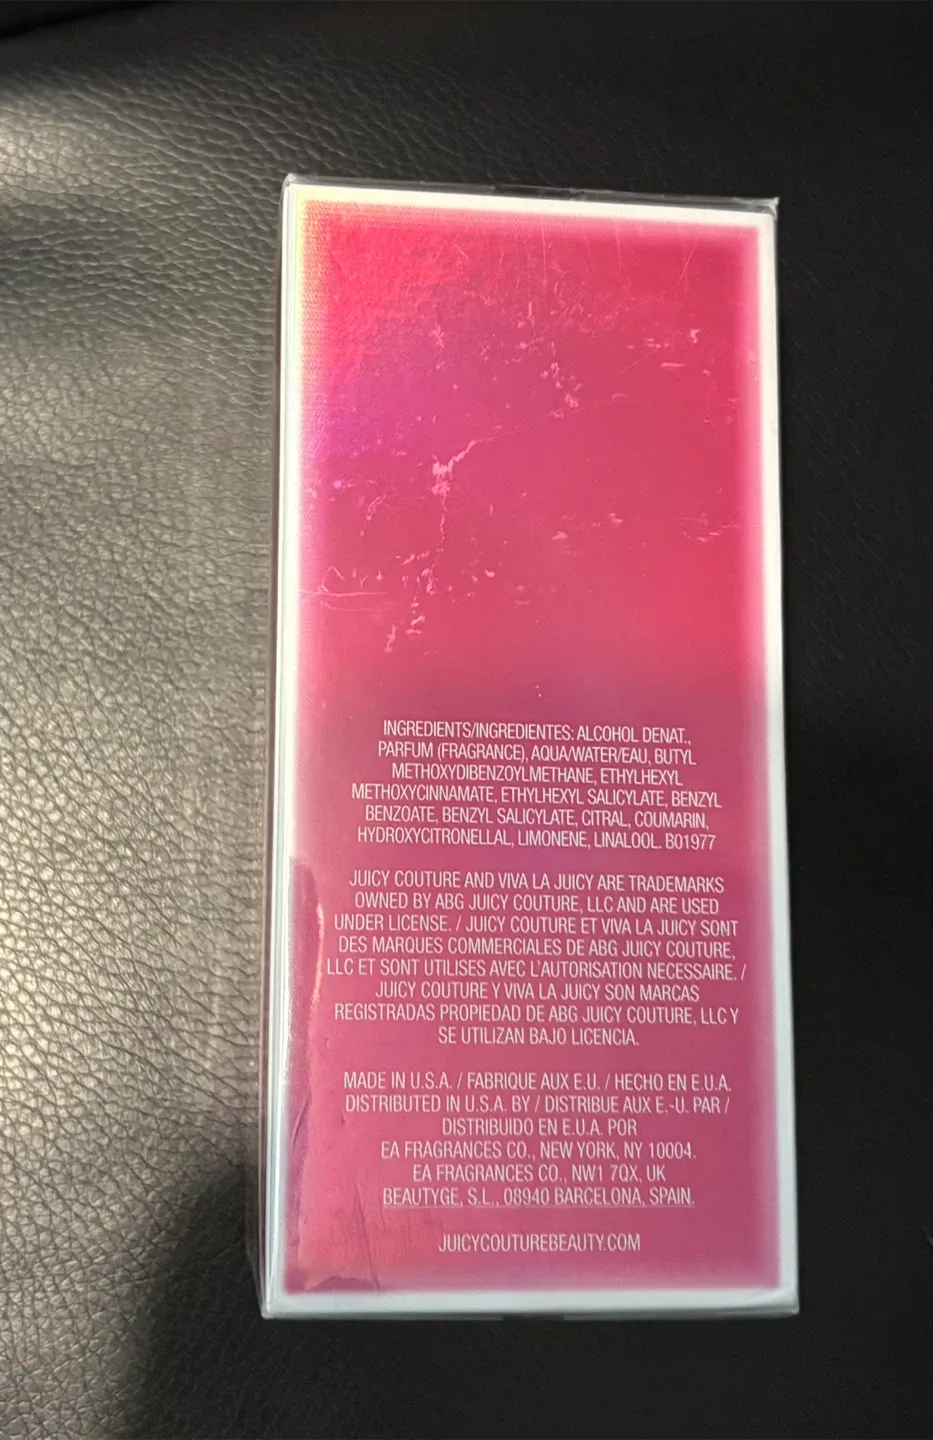 INGREDIENTS/INGREDIENTES: ALCOHOL DENAT.,
PARFUM (FRAGRANCE), AQUA/WATER/EAU, BUTYL
METHOXYDIBENZOYLMETHANE, ETHYLHEXYL
METHOXYCINNAMATE, ETHYLHEXYL SALICYLATE, BENZYL
BENZOATE, BENZYL SALICYLATE, CITRAL, COUMARIN,
HYDROXYCITRONELLAL, LIMONENE, LINALOOL. B01977
JUICY COUTURE AND VIVA LA JUICY ARE TRADEMARKS
OWNED BY ABG JUICY COUTURE, LLC AND ARE USED
UNDER LICENSE. / JUICY COUTURE ET VIVA LA JUICY SONT
DES MARQUES COMMERCIALES DE ABG JUICY COUTURE,
LLC ET SONT UTILISES AVEC L'AUTORISATION NECESSAIRE. /
JUICY COUTURE Y VIVA LA JUICY SON MARCAS
REGISTRADAS PROPIEDAD DE ABG JUICY COUTURE, LLC Y
SE UTILIZAN BAJO LICENCIA.
MADE IN U.S.A. / FABRIQUE AUX E.U. / HECHO EN E.U.A.
DISTRIBUTED IN U.S.A. BY / DISTRIBUE AUX E.-U. PAR /
DISTRIBUIDO EN E.U.A. POR
EA FRAGRANCES CO., NEW YORK, NY 10004.
EA FRAGRANCES CO., NW1 7QX, UK
BEAUTYGE, S.L., 08940 BARCELONA, SPAIN.
JUICYCOUTUREBEAUTY.COM